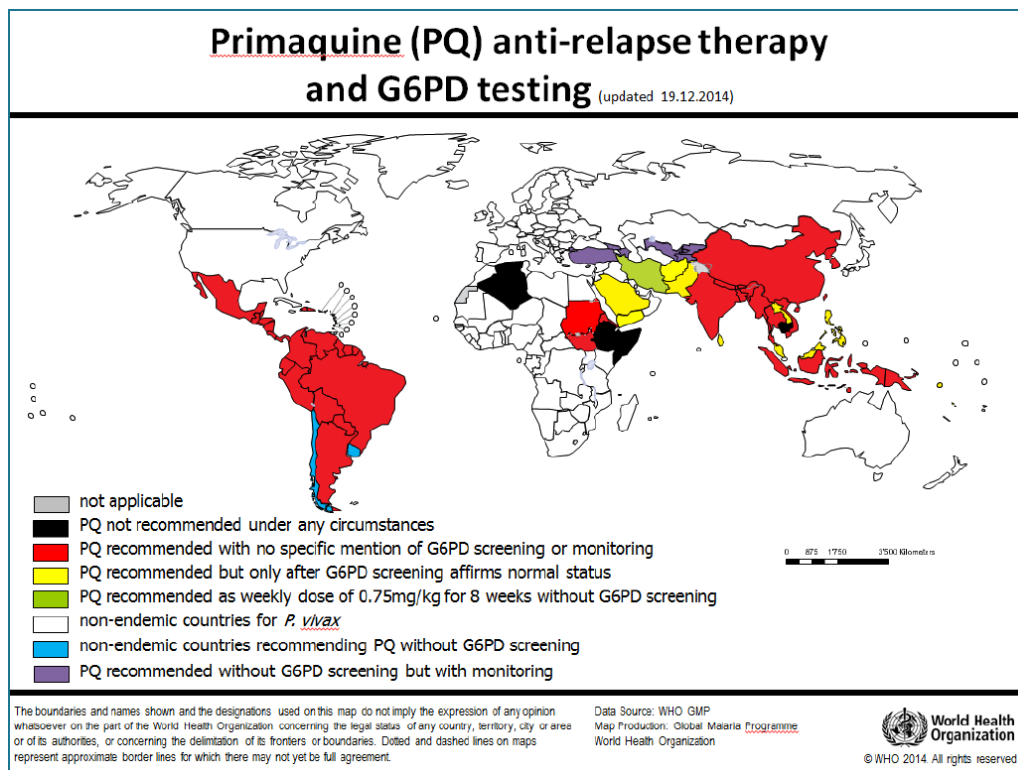 Primaquine (PQ) anti-relapse therapy
and G6PD testing (updated 19.12.2014)
not applicable
PQ not recommended under any circumstances
PQ recommended with no specific mention of G6PD screening or monitoring
PQ recommended but only after G6PD screening affirms normal status
PQ recommended as weekly dose of 0.75mg/kg for 8 weeks without G6PD screening
non-endemic countries for P. vivax
non-endemic countries recommending PQ without G6PD screening
PQ recommended without G6PD screening but with monitoring
0 875 1'750 3'500 Kilometers
The boundaries and names shown and the designations used on this map do not imply the expression of any opinion
whatsoever on the part of the World Health Organization concerning the legal status of any country, territory, city or area
or of its authorities, or concerning the delimitation of its frontiers or boundaries. Dotted and dashed lines on maps
represent approximate border lines for which there may not yet be full agreement.
Data Source: WHO GMP
Map Production: Global Malaria Programme
World Health Organization
World Health
Organization
© WHO 2014. All rights reserved